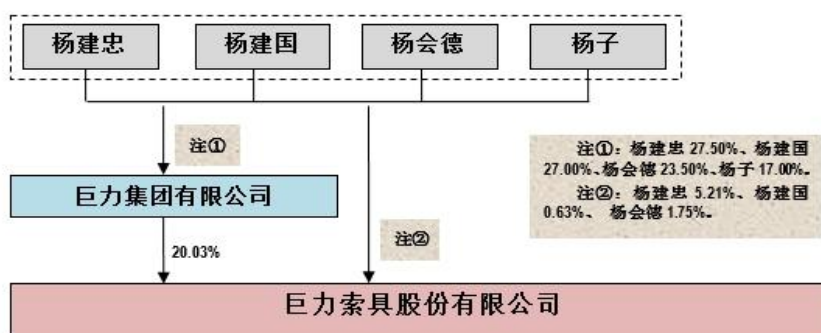 杨建忠 杨建国 杨会德 杨子
注①
注①：杨建忠 27.50%、杨建国
27.00%、杨会德 23.50%、杨子 17.00%。
注②：杨建忠 5.21%、杨建国
0.63%、 杨会德 1.75%。
巨力集团有限公司
注②
20.03%
巨力索具股份有限公司